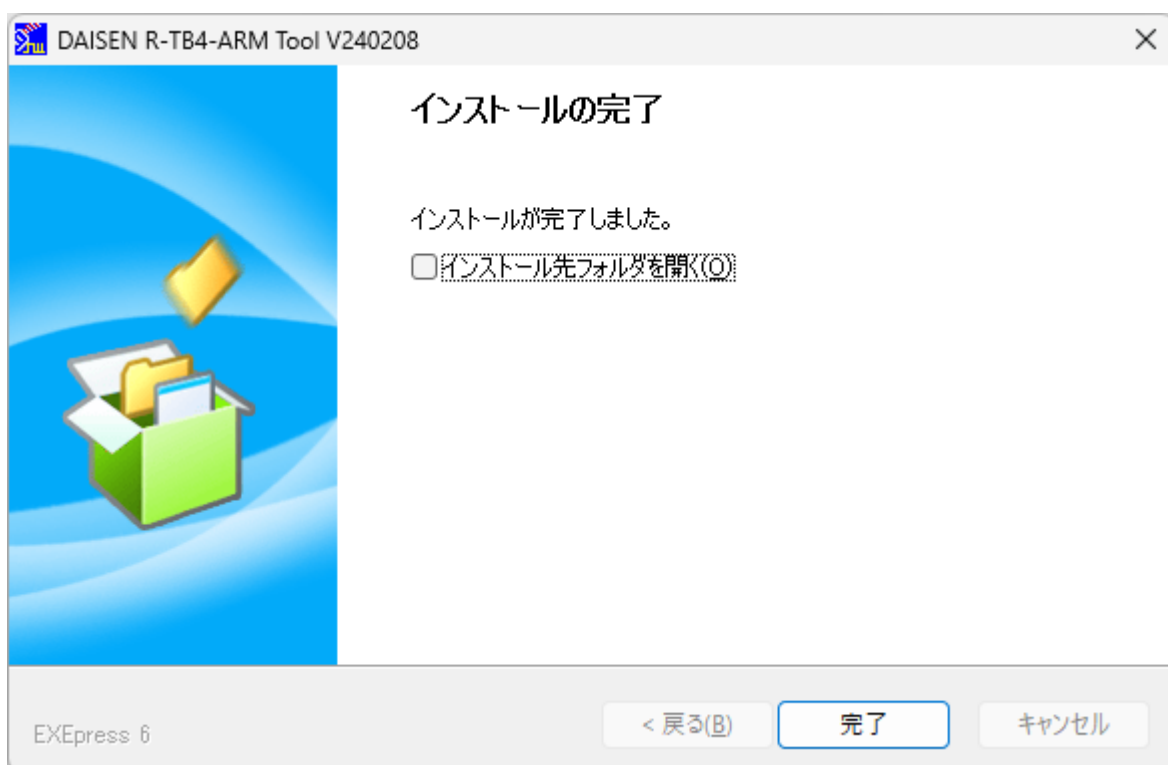 DAISEN R-TB4-ARM Tool V240208
インストールの完了
インストールが完了しました。
インストール先フォルダを開く(O)
EXEpress 6
< 戻る(B)
完了
キャンセル